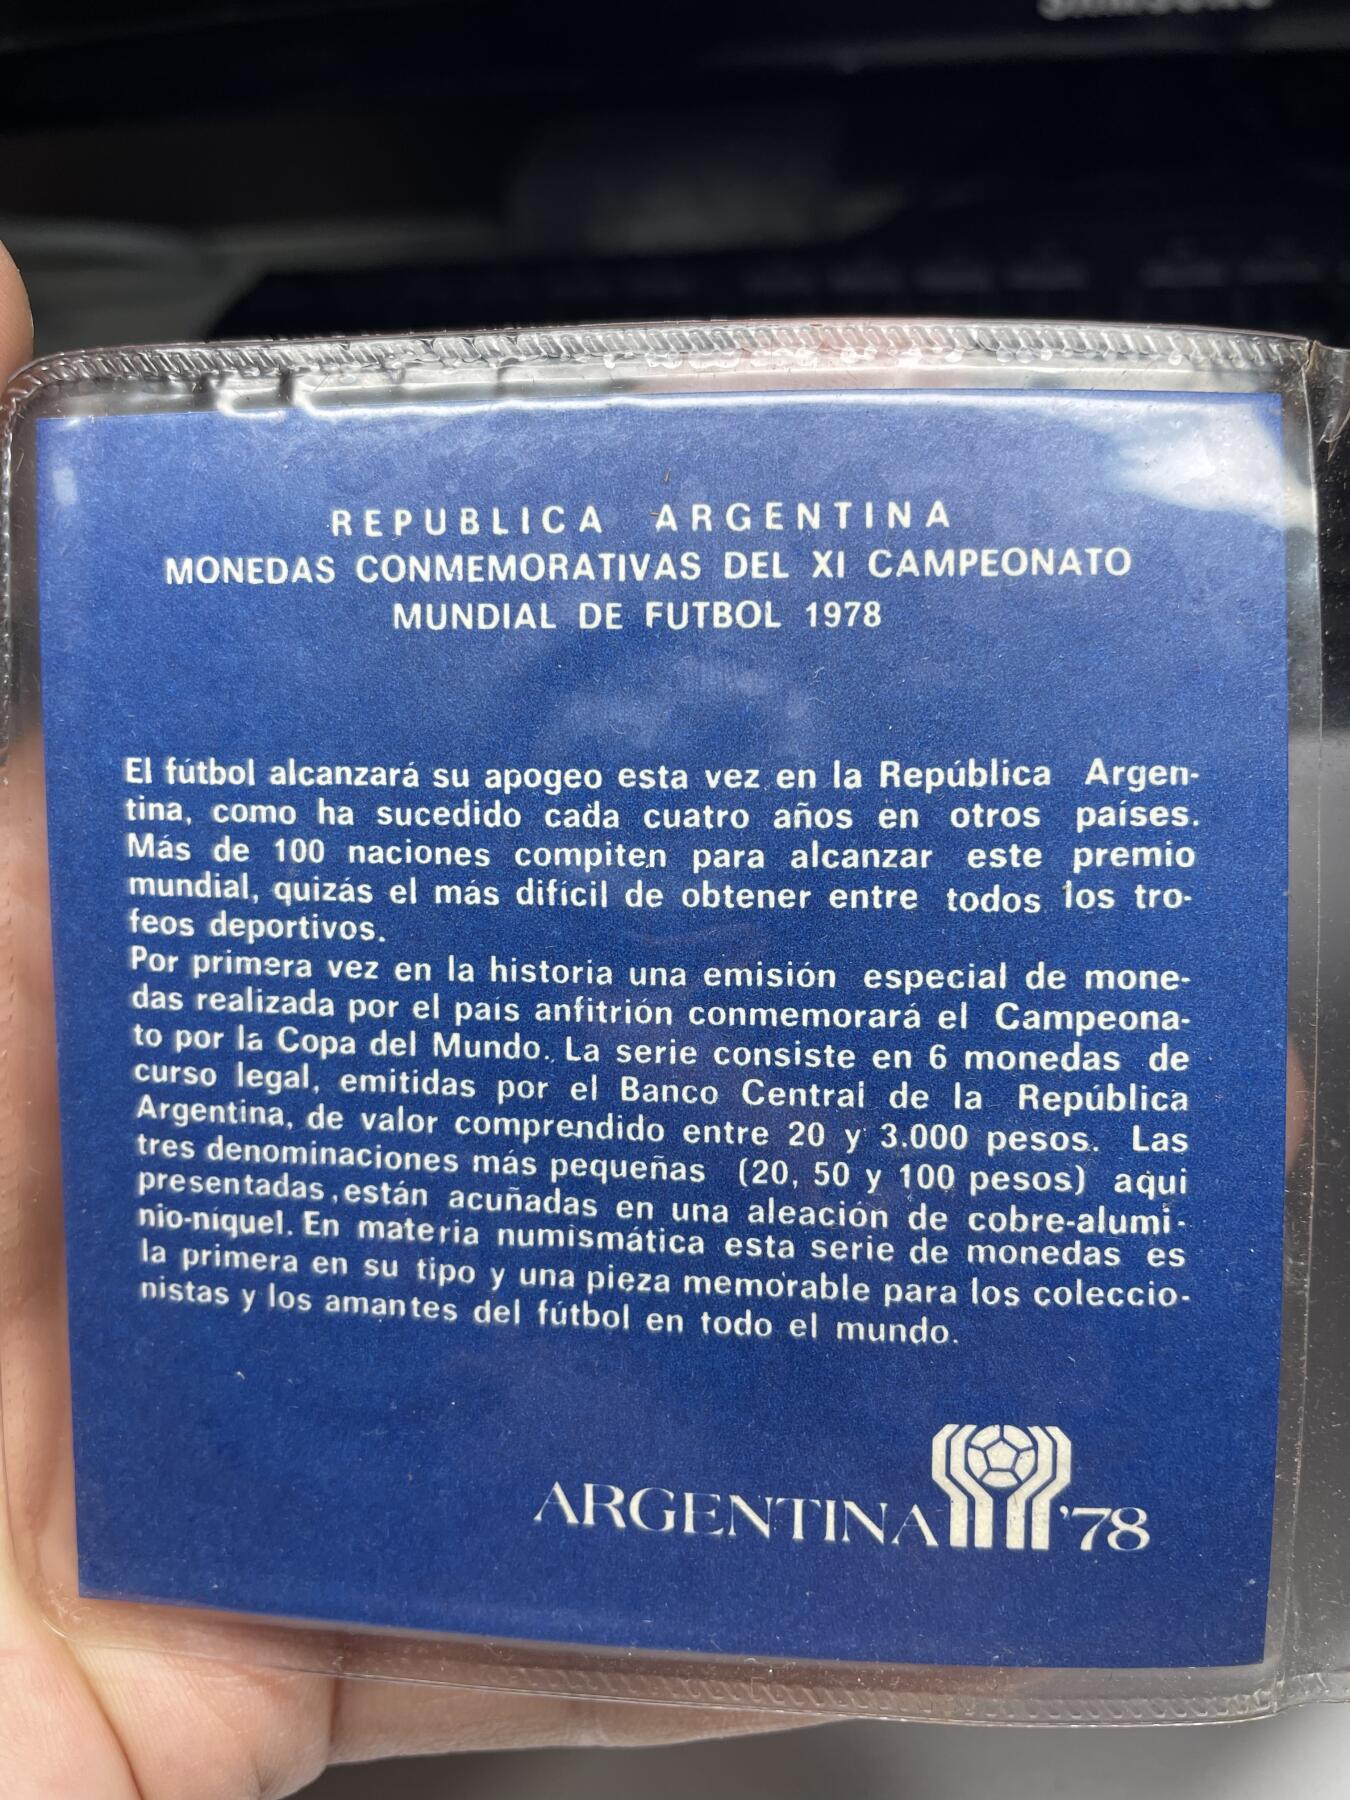 REPUBLICA ARGENTINA
MONEDAS CONMEMORATIVAS DEL XI CAMPEONATO
MUNDIAL DE FUTBOL 1978
El fútbol alcanzará su apogeo esta vez en la República Argen-
tina, como ha sucedido cada cuatro años en otros países.
Más de 100 naciones compiten para alcanzar este premio
mundial, quizás el más difícil de obtener entre todos los tro-
feos deportivos.
Por primera vez en la historia una emisión especial de mone-
das realizada por el país anfitrión conmemorará el Campeona-
to por la Copa del Mundo. La serie consiste en 6 monedas de
curso legal, emitidas por el Banco Central de la República
Argentina, de valor comprendido entre 20 y 3.000 pesos. Las
tres denominaciones más pequeñas (20, 50 y 100 pesos) aqui
presentadas, están acuñadas en una aleación de cobre-alumi-
nio-níquel. En materia numismática esta serie de monedas es
la primera en su tipo y una pieza memorable para los coleccio-
nistas y los amantes del fútbol en todo el mundo.
ARGENTINA '78